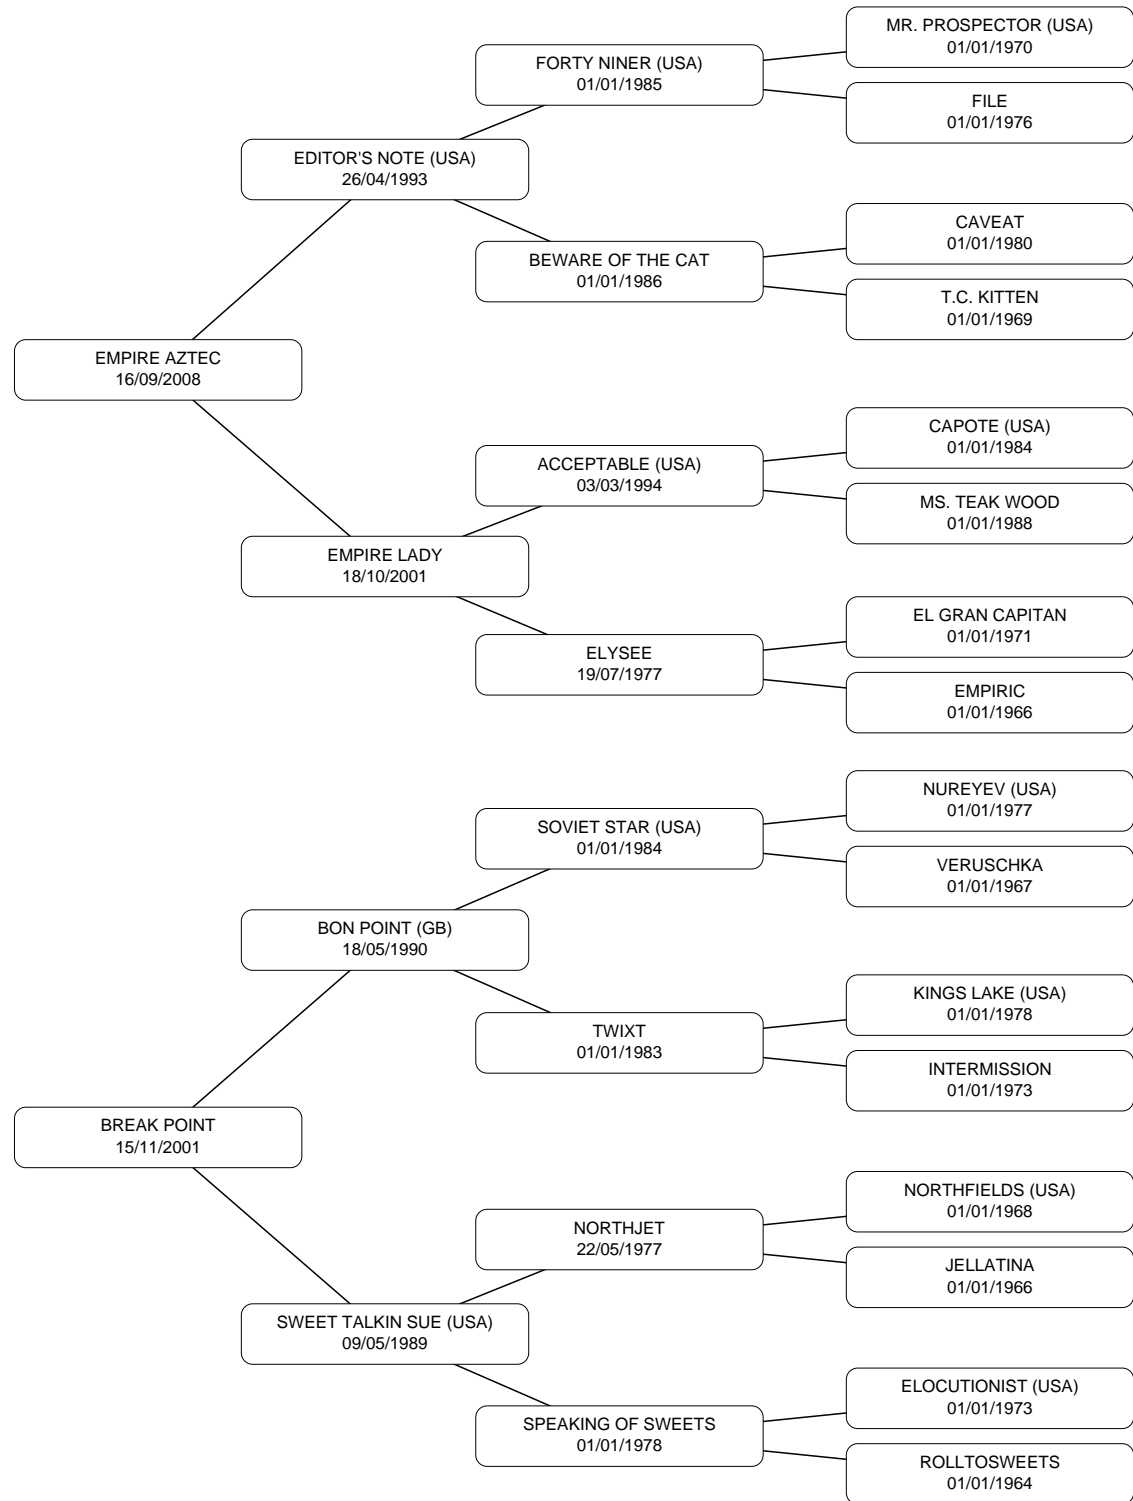 MR. PROSPECTOR (USA)
01/01/1970
FORTY NINER (USA)
01/01/1985
FILE
01/01/1976
EDITOR'S NOTE (USA)
26/04/1993
CAVEAT
01/01/1980
BEWARE OF THE CAT
01/01/1986
T.C. KITTEN
01/01/1969
EMPIRE AZTEC
16/09/2008
CAPOTE (USA)
01/01/1984
ACCEPTABLE (USA)
03/03/1994
MS. TEAK WOOD
01/01/1988
EMPIRE LADY
18/10/2001
EL GRAN CAPITAN
01/01/1971
ELYSEE
19/07/1977
EMPIRIC
01/01/1966
NUREYEV (USA)
01/01/1977
SOVIET STAR (USA)
01/01/1984
VERUSCHKA
01/01/1967
BON POINT (GB)
18/05/1990
KINGS LAKE (USA)
01/01/1978
TWIXT
01/01/1983
INTERMISSION
01/01/1973
BREAK POINT
15/11/2001
NORTHFIELDS (USA)
01/01/1968
NORTHJET
22/05/1977
JELLATINA
01/01/1966
SWEET TALKIN SUE (USA)
09/05/1989
ELOCUTIONIST (USA)
01/01/1973
SPEAKING OF SWEETS
01/01/1978
ROLLTOSWEETS
01/01/1964